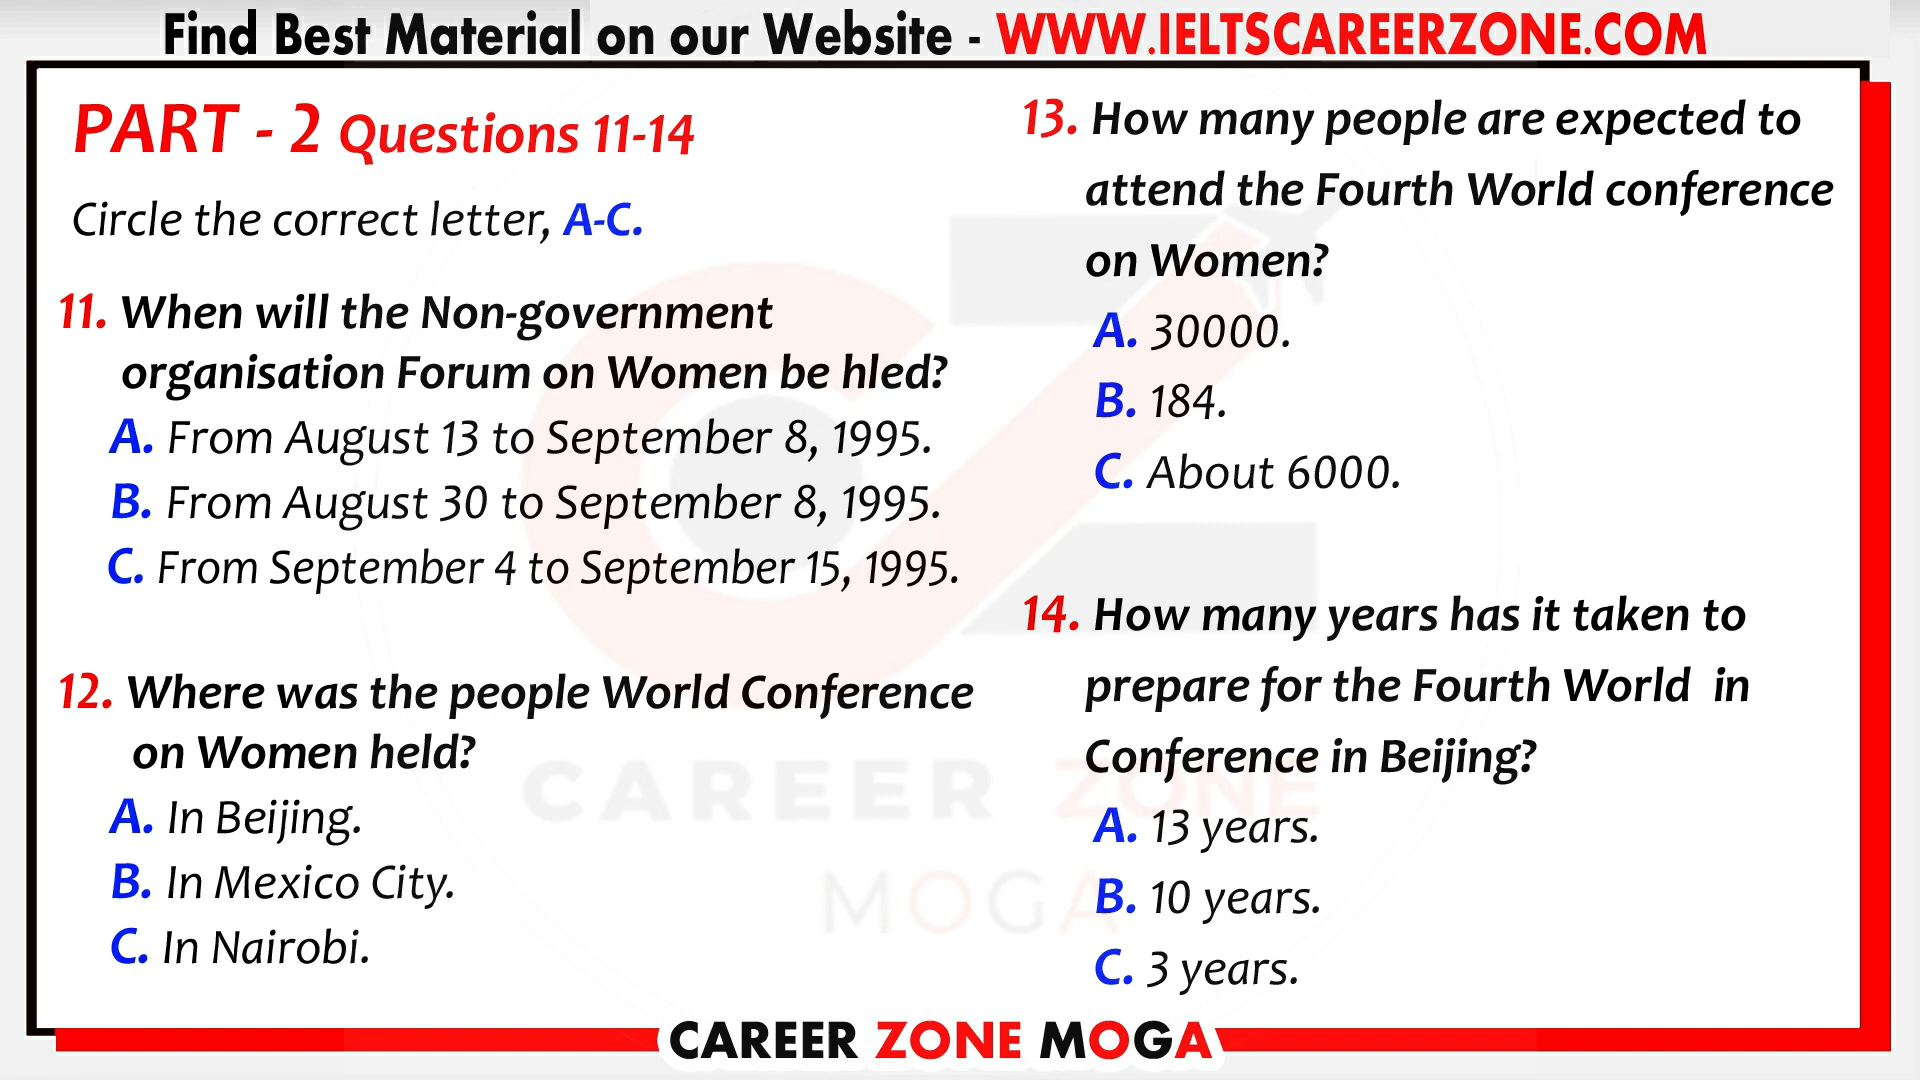 Find Best Material on our Website - WWW.IELTSCAREERZONE.COM
PART - 2 Questions 11-14
Circle the correct letter, A-C.
11. When will the Non-government
organisation Forum on Women be hled?
A. From August 13 to September 8, 1995.
B. From August 30 to September 8, 1995.
C. From September 4 to September 15, 1995.
12. Where was the people World Conference
on Women held?
A. In Beijing.
B. In Mexico City.
C. In Nairobi.
13. How many people are expected to
attend the Fourth World conference
on Women?
A. 30000.
B. 184.
C. About 6000.
14. How many years has it taken to
prepare for the Fourth World in
Conference in Beijing?
A. 13 years.
B. 10 years.
C. 3 years.
CAREER ZONE
MOGA
CAREER ZONE MOGA